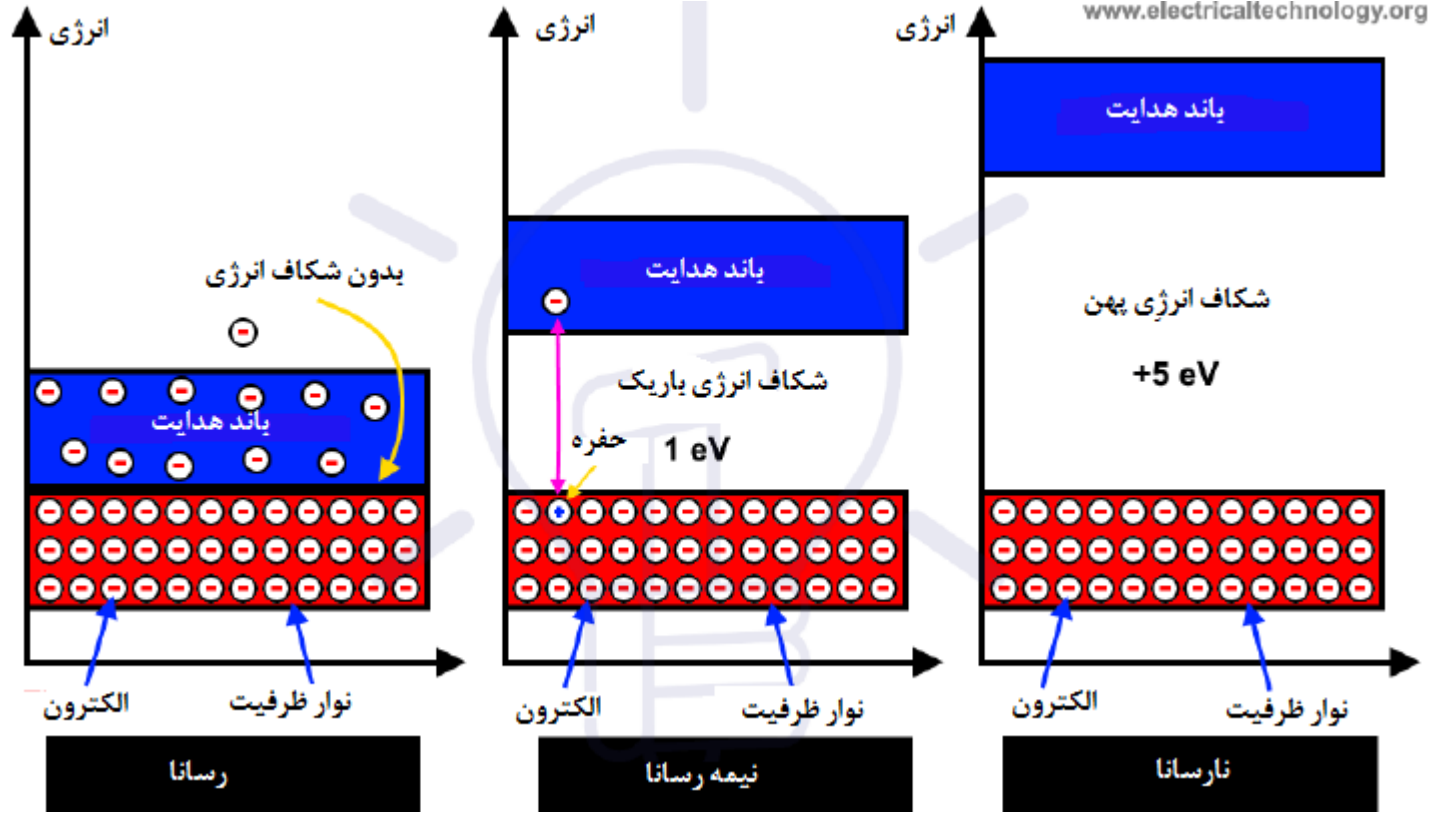 www.electricaltechnology.org
انرژی
انرژی
انرژی
باند هدایت
باند هدایت
بدون شکاف انرژی
شکاف انرژِی پهن
+5 eV
شکاف انرژی باریک
باند هدایت
حفره
1 eV
الکترون
نوار ظرفیت
الکترون
نوار ظرفیت
الکترون
نوار ظرفیت
رسانا
نیمه رسانا
نارسانا